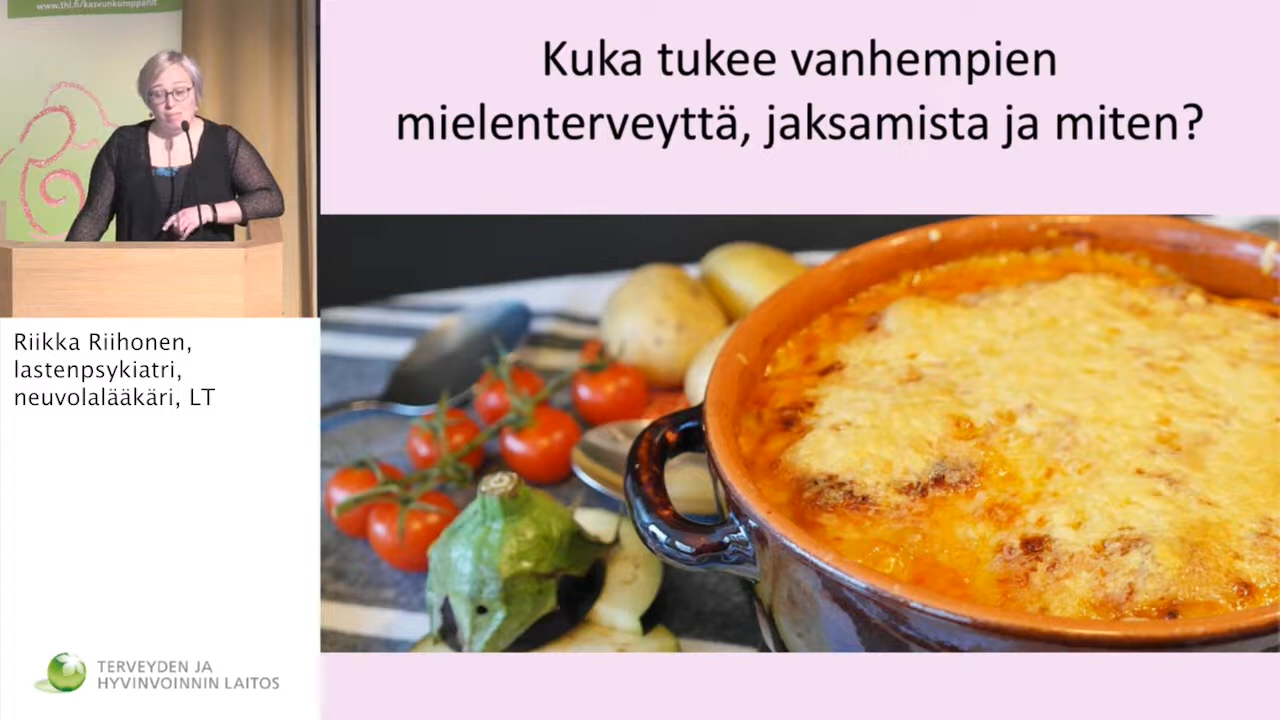 www.thl.fi/kasvunkumppanit
Kuka tukee vanhempien
mielenterveyttä, jaksamista ja miten?
Riikka Riihonen,
lastenpsykiatri,
neuvolalääkäri, LT
TERVEYDEN JA
HYVINVOINNIN LAITOS